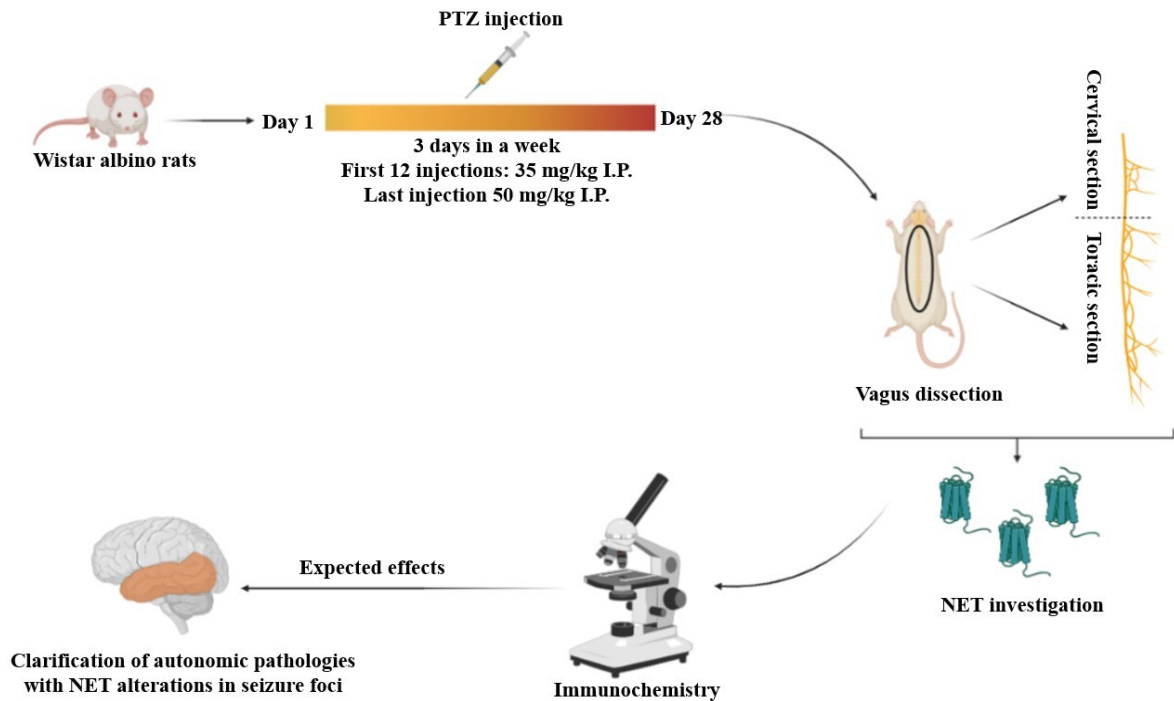 PTZ injection
Wistar albino rats
Day 1
Day 28
3 days in a week
First 12 injections: 35 mg/kg I.P.
Last injection 50 mg/kg I.P.
Cervical section
Toracic section
Vagus dissection
NET investigation
Immunochemistry
Expected effects
Clarification of autonomic pathologies
with NET alterations in seizure foci